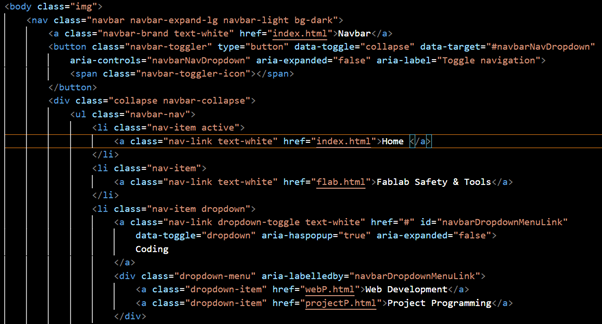 <body class="img">
<nav class="navbar navbar-expand-lg navbar-light bg-dark">
<a class="navbar-brand text-white" href="index.html">Navbar</a>
<button class="navbar-toggler" type="button" data-toggle="collapse" data-target="#navbarNavDropdown"
aria-controls="navbarNavDropdown" aria-expanded="false" aria-label="Toggle navigation">
<span class="navbar-toggler-icon"></span>
</button>
<div class="collapse navbar-collapse">
<ul class="navbar-nav">
<li class="nav-item active">
<a class="nav-link text-white" href="index.html">Home </a>
</li>
<li class="nav-item">
<a class="nav-link text-white" href="flab.html">Fablab Safety & Tools</a>
</li>
<li class="nav-item dropdown">
<a class="nav-link dropdown-toggle text-white" href="#" id="navbarDropdownMenuLink"
data-toggle="dropdown" aria-haspopup="true" aria-expanded="false">
Coding
</a>
<div class="dropdown-menu" aria-labelledby="navbarDropdownMenuLink">
<a class="dropdown-item" href="webP.html">Web Development</a>
<a class="dropdown-item" href="projectP.html">Project Programming</a>
</div>